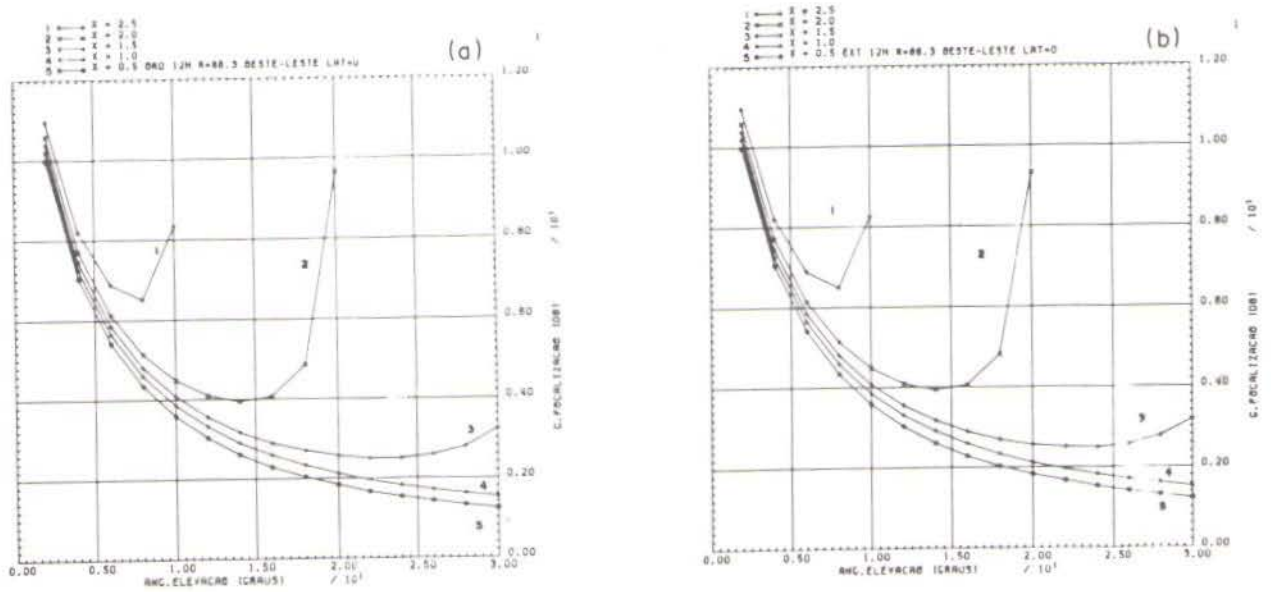 1 X = 2.5
2 X = 2.0
3 X = 1.5
4 X = 1.0
5 X = 0.5 12H R=88.3 OESTE-LESTE
(a)
1
1.20
1.00
0.80
0.60
0.40
0.20
0.00
/ 10¹
G.FOCALIZACAO (DB)
1
2
3
4
5
0.00 0.50 1.00 1.50 2.00 2.50 3.00
ANG.ELEVACAO (GRAUS) / 10¹
1 X = 2.5
2 X = 2.0
3 X = 1.5
4 X = 1.0
5 X = 0.5 EXT 12H R=88.3 OESTE-LESTE LAT=0
(b)
1
1.20
1.00
0.80
0.60
0.40
0.20
0.00
/ 10¹
G.FOCALIZACAO (DB)
1
2
3
4
5
0.00 0.50 1.00 1.50 2.00 2.50 3.00
ANG.ELEVACAO (GRAUS) / 10¹